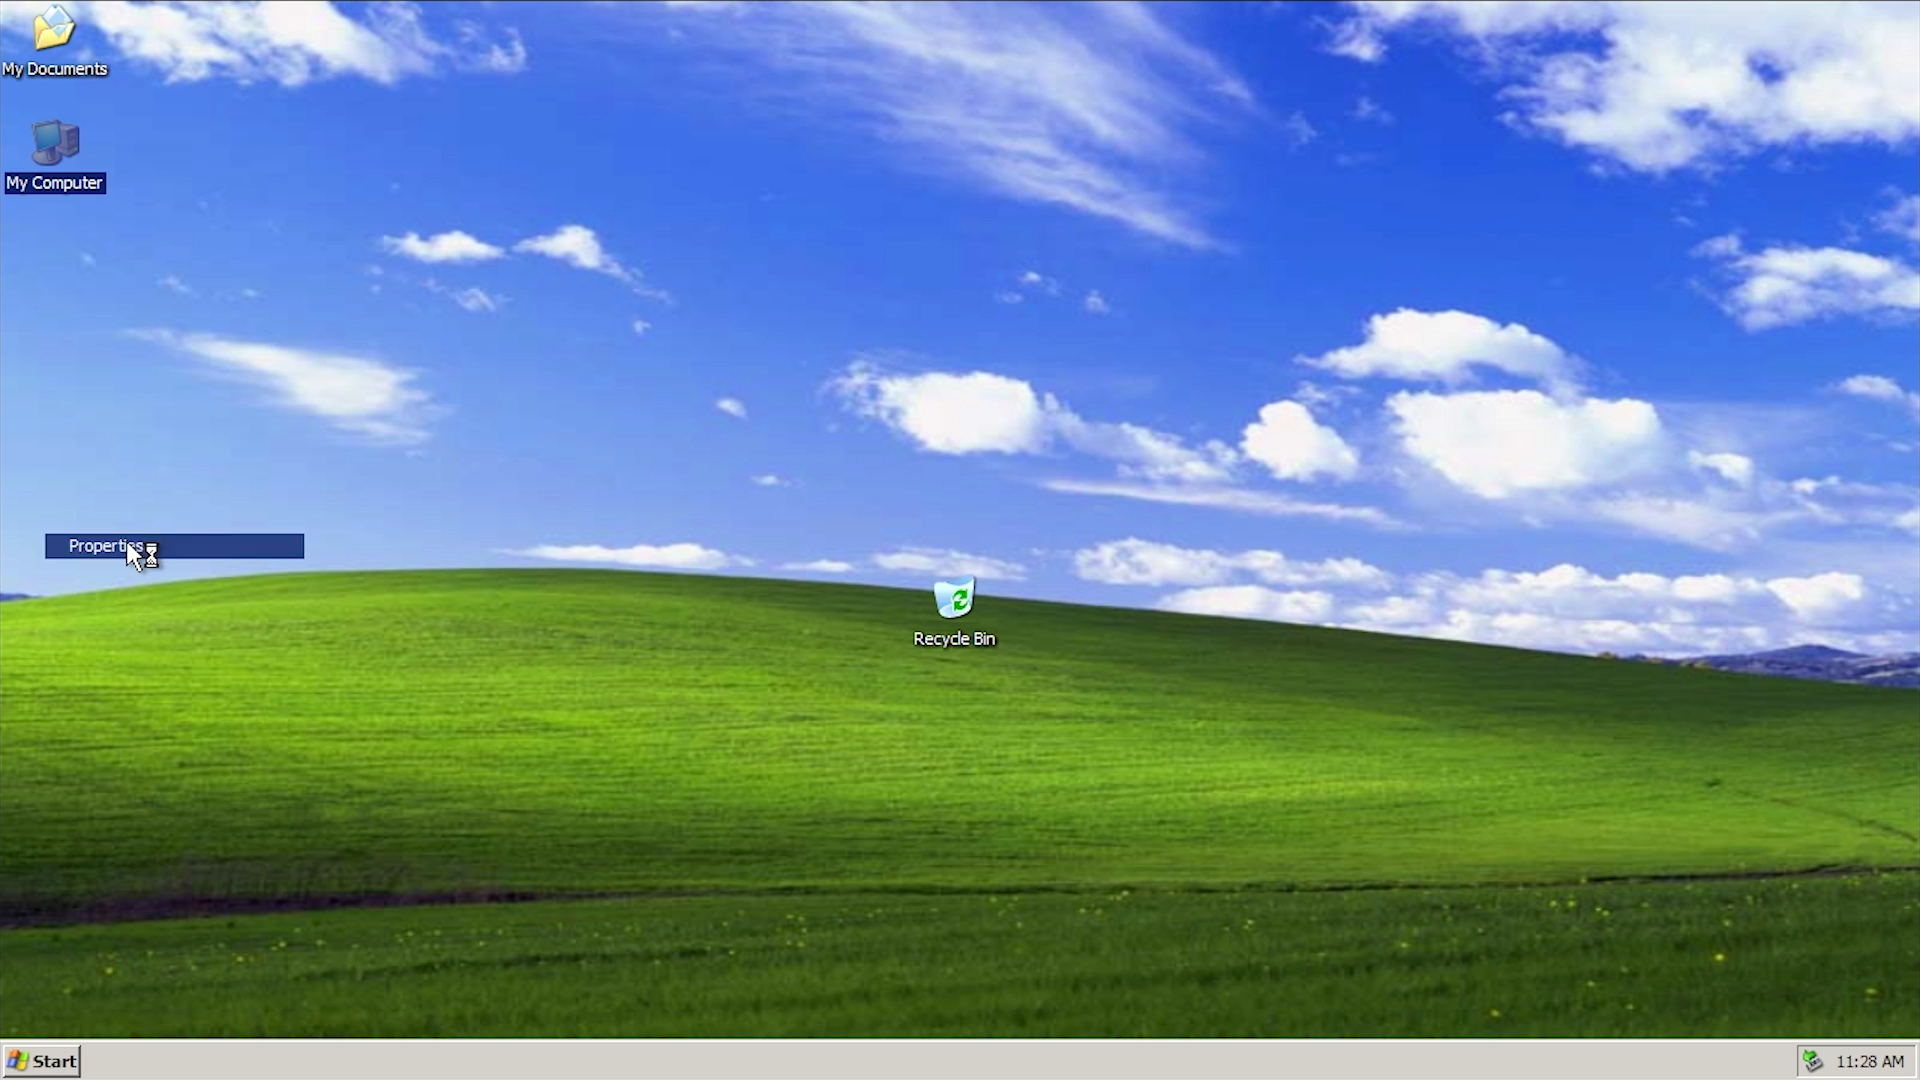 My Documents
My Computer
Properties
Recycle Bin
Start
11:28 AM